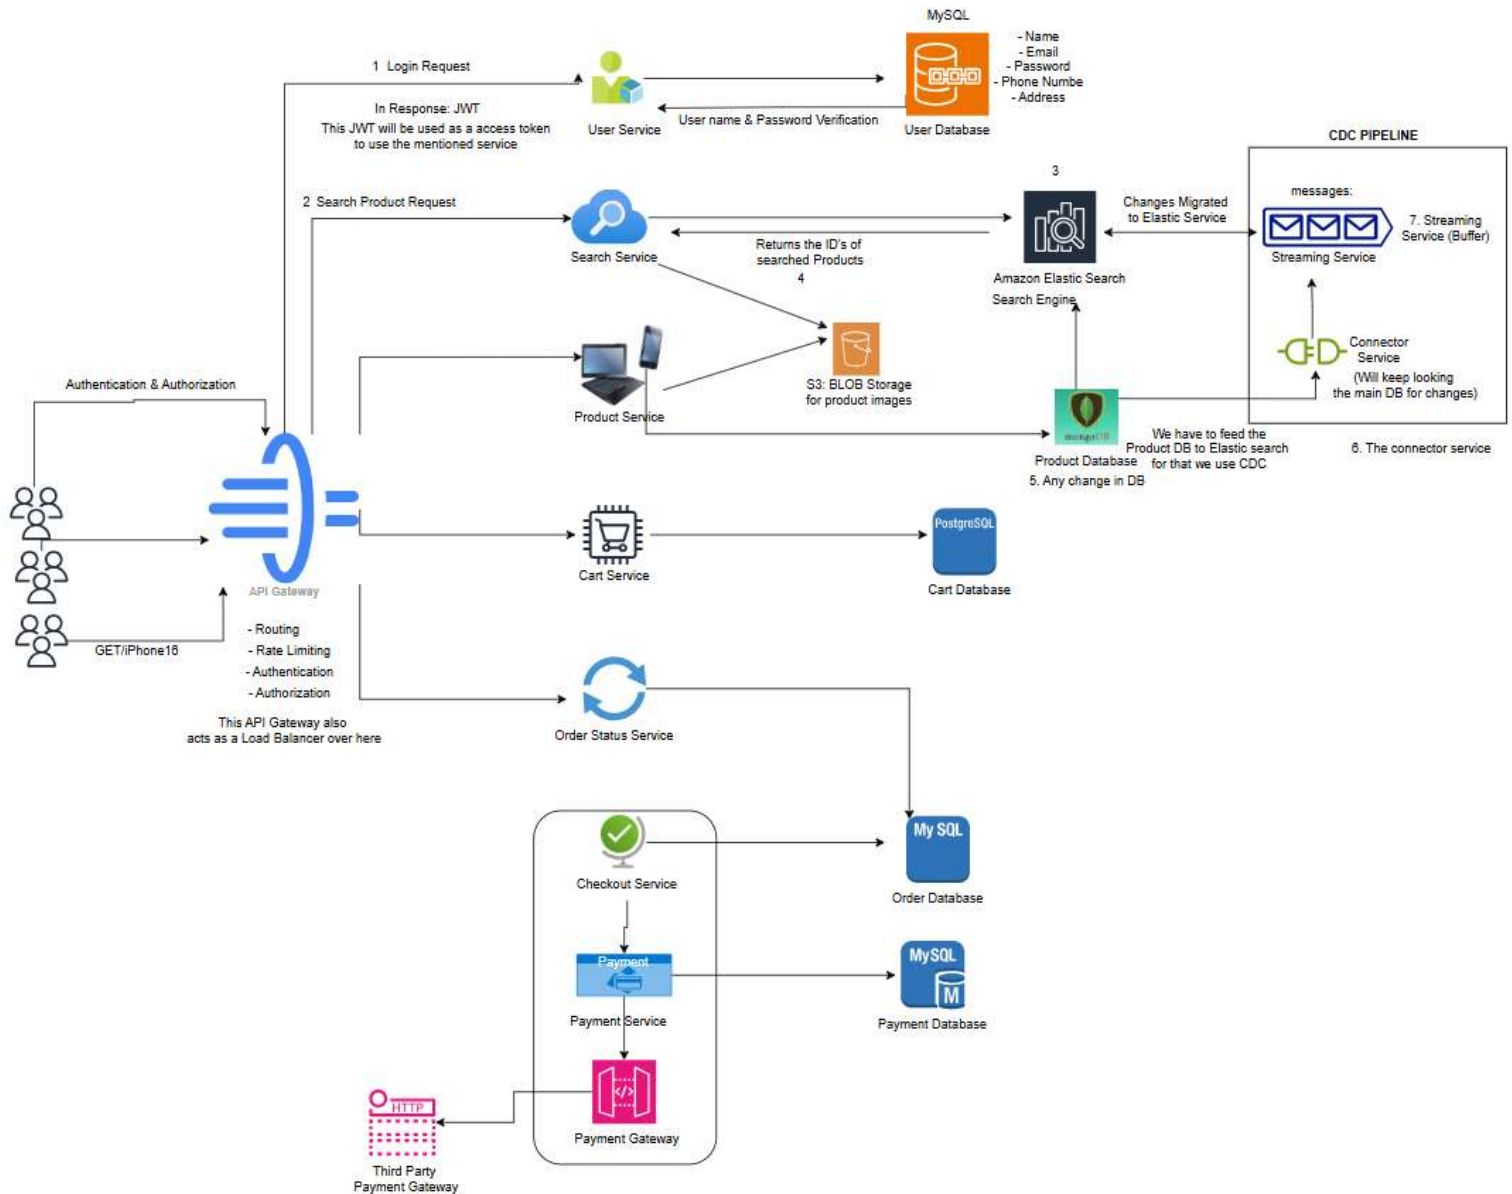 MySQL
- Name
- Email
- Password
- Phone Numbe
- Address
User Database
1 Login Request
In Response: JWT
This JWT will be used as a access token
to use the mentioned service
User Service
User name & Password Verification
CDC PIPELINE
messages:
7. Streaming
Service (Buffer)
Streaming Service
Connector
Service
(Will keep looking
the main DB for changes)
6. The connector service
Changes Migrated
to Elastic Service
3
Amazon Elastic Search
Search Engine
2 Search Product Request
Search Service
Returns the ID's of
searched Products
4
S3: BLOB Storage
for product images
Product Service
Product Database
5. Any change in DB
We have to feed the
Product DB to Elastic search
for that we use CDC
Authentication & Authorization
GET/iPhone16
API Gateway
- Routing
- Rate Limiting
- Authentication
- Authorization
This API Gateway also
acts as a Load Balancer over here
Cart Service
PostgreSQL
Cart Database
Order Status Service
My SQL
Order Database
Checkout Service
Payment
Payment Service
MySQL
M
Payment Database
</>
Payment Gateway
HTTP
Third Party
Payment Gateway